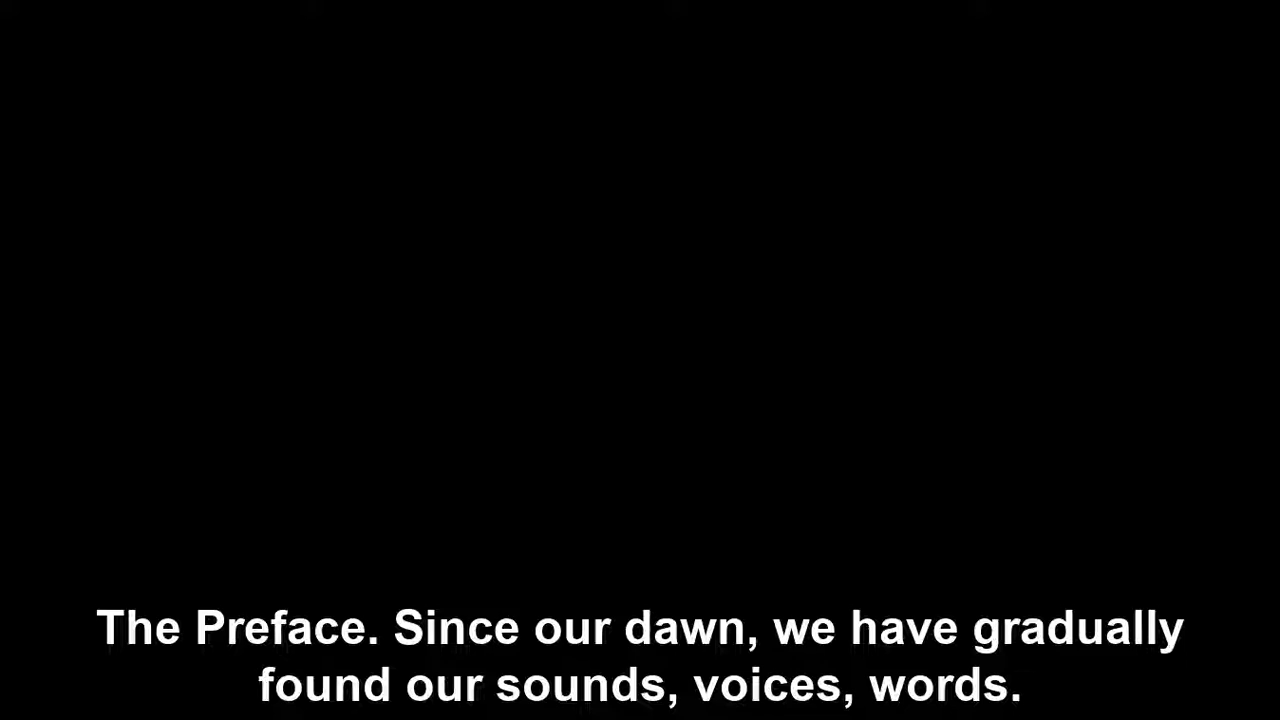 The Preface. Since our dawn, we have gradually
found our sounds, voices, words.